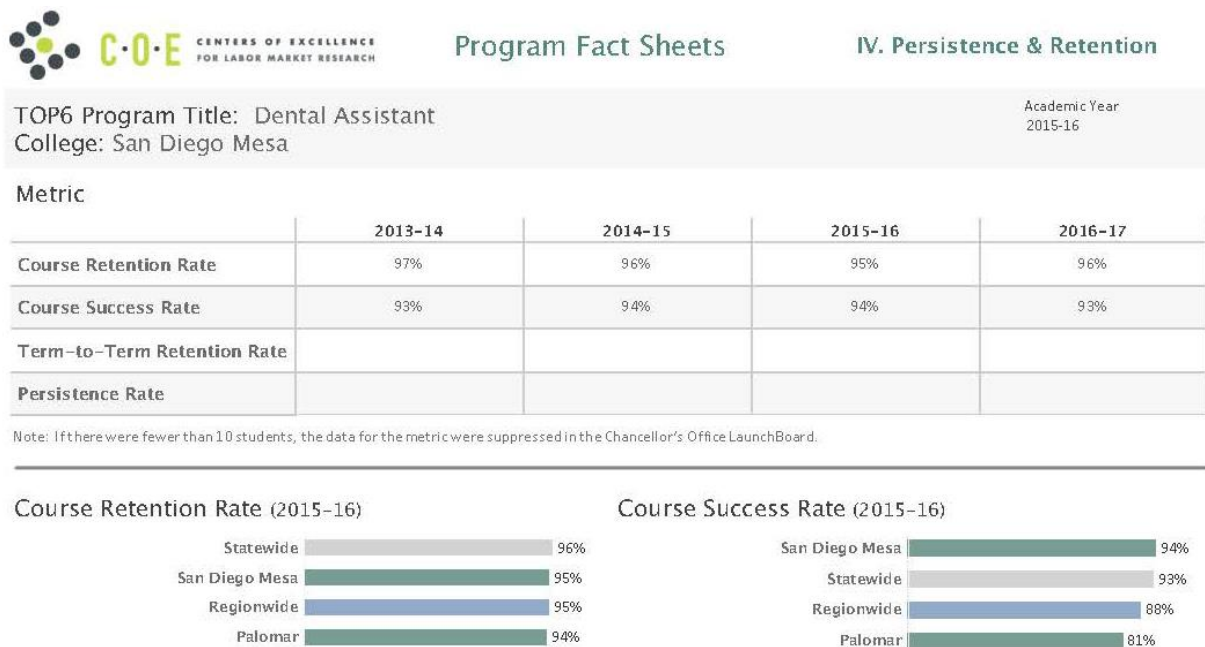 C·O·E CENTERS OF EXCELLENCE
FOR LABOR MARKET RESEARCH
Program Fact Sheets
IV. Persistence & Retention
TOP6 Program Title: Dental Assistant
College: San Diego Mesa
Academic Year
2015-16
Metric
2013-14 2014-15 2015-16 2016-17
Course Retention Rate 97% 96% 95% 96%
Course Success Rate 93% 94% 94% 93%
Term-to-Term Retention Rate
Persistence Rate
Note: If there were fewer than 10 students, the data for the metric were suppressed in the Chancellor's Office LaunchBoard.
Course Retention Rate (2015-16)
Statewide 96%
San Diego Mesa 95%
Regionwide 95%
Palomar 94%
Course Success Rate (2015-16)
San Diego Mesa 94%
Statewide 93%
Regionwide 88%
Palomar 81%